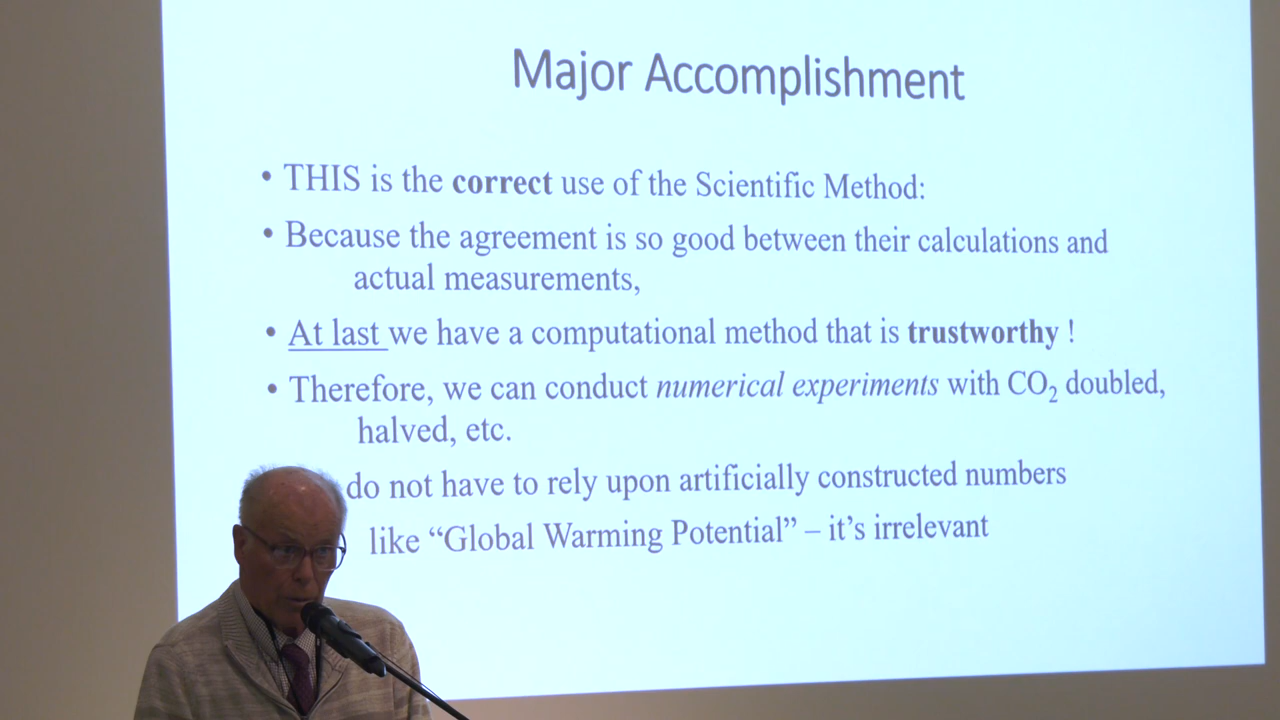 Major Accomplishment
• THIS is the correct use of the Scientific Method:
• Because the agreement is so good between their calculations and
actual measurements,
• At last we have a computational method that is trustworthy !
• Therefore, we can conduct numerical experiments with CO₂ doubled,
halved, etc.
do not have to rely upon artificially constructed numbers
like “Global Warming Potential” – it’s irrelevant